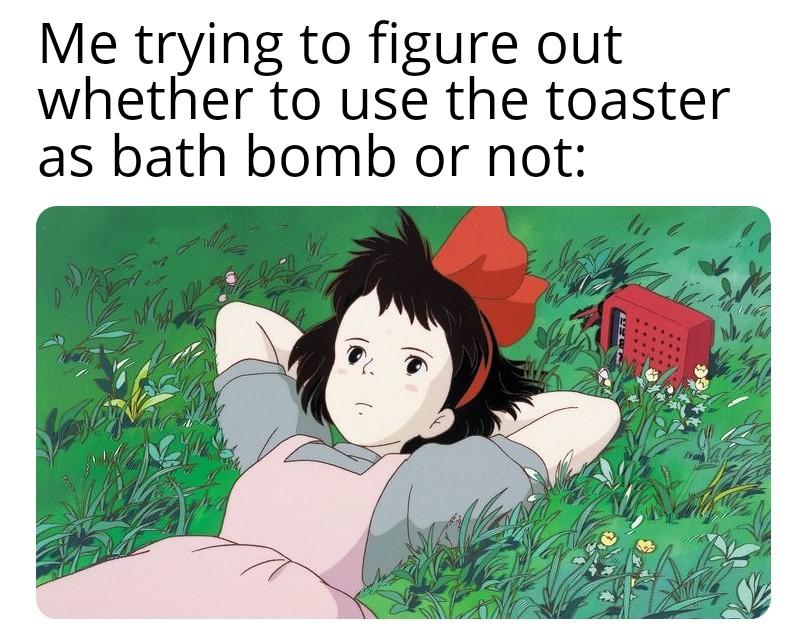 Me trying to figure out
whether to use the toaster
as bath bomb or not: